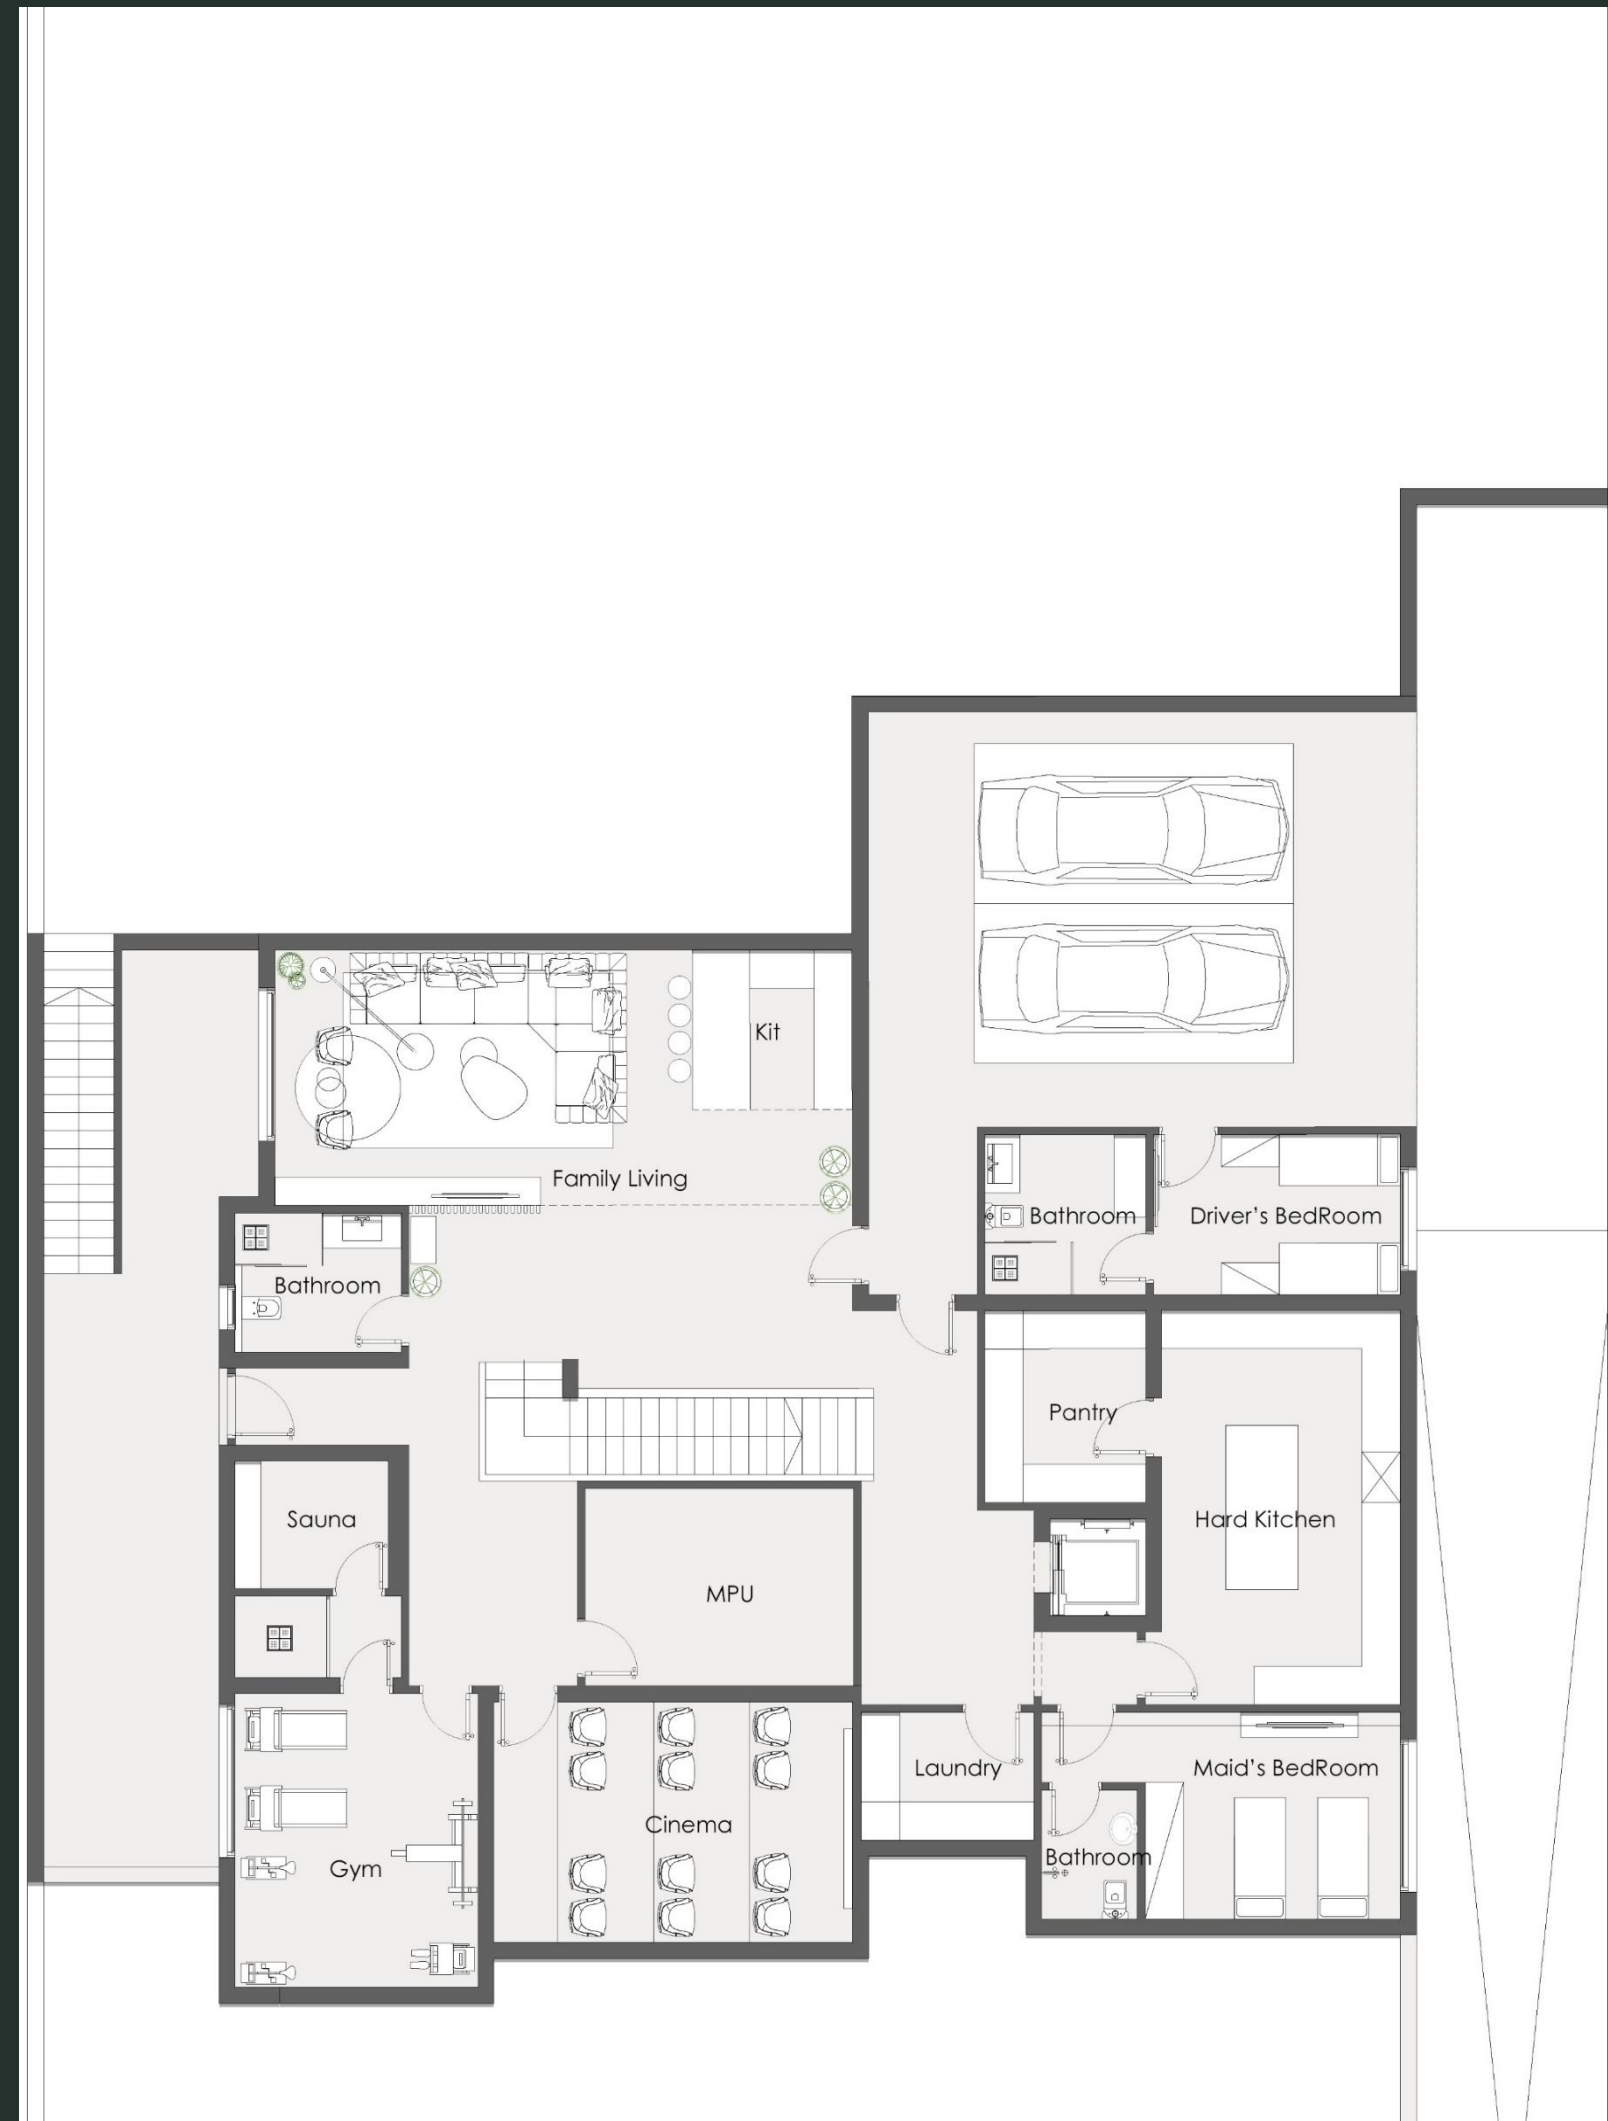 Kit
Family Living
Bathroom
Driver's BedRoom
Bathroom
Pantry
Sauna
Hard Kitchen
MPU
Laundry
Maid's BedRoom
Cinema
Bathroom
Gym